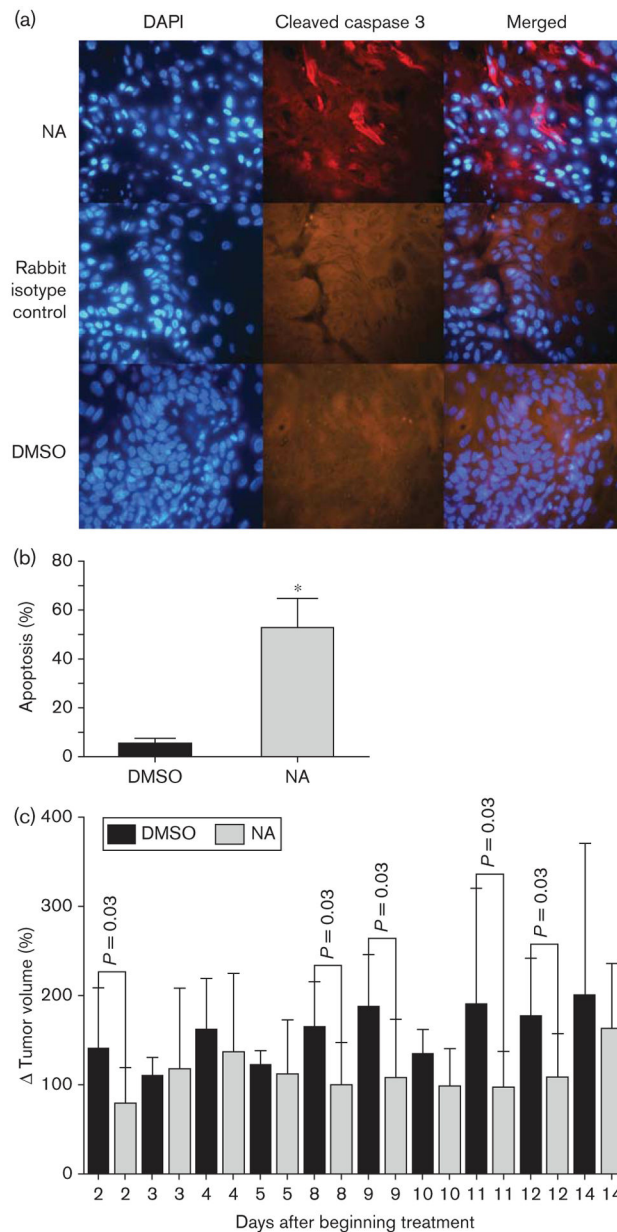 (a)
DAPI
Cleaved caspase 3
Merged
NA
Rabbit
isotype
control
DMSO
(b)
80
60
40
20
0
Apoptosis (%)
*
DMSO
NA
(c)
400
300
200
100
0
Δ Tumor volume (%)
DMSO
NA
P = 0.03
P = 0.03
P = 0.03
P = 0.03
P = 0.03
2 2 3 3 4 4 5 5 8 8 9 9 10 10 11 11 12 12 14 14
Days after beginning treatment